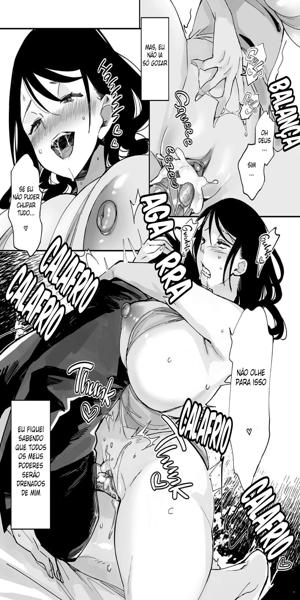 MAS, EU
NÃO IA
SÓ GOZAR
BALANÇA
OH
DEUS
...
SIM
...
SE EU
NÃO PUDER
CHUPAR
TUDO...
AGARRA
CALAFRIO
CALAFRIO
NÃO OLHE
PARA ISSO
Thunk
CALAFRIO
Thunk
CALAFRIO
EU FIQUEI
SABENDO
QUE TODOS
OS MEUS
PODERES
SERÃO
DRENADOS
DE MIM